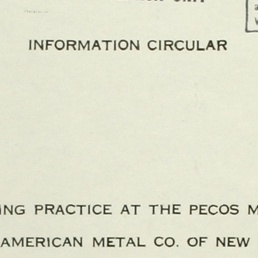 INFORMATION CIRCULAR
ING PRACTICE AT THE PECOS M
AMERICAN METAL CO. OF NEW